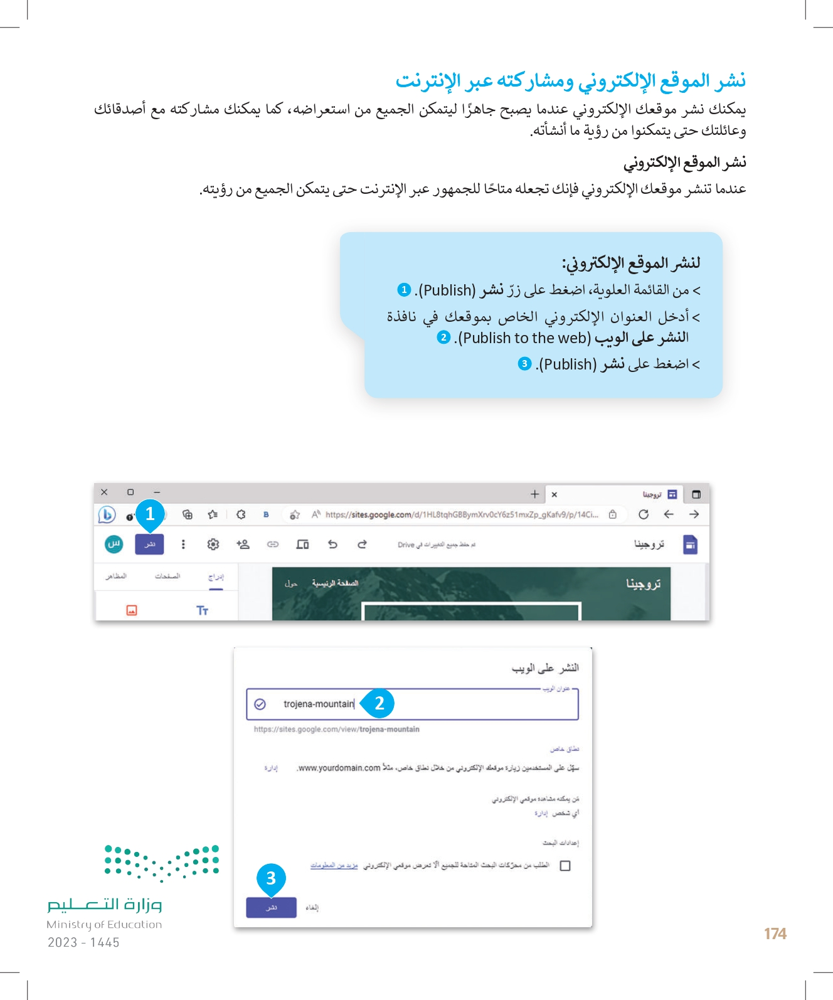 نشر الموقع الإلكتروني ومشاركته عبر الإنترنت
يمكنك نشر موقعك الإلكتروني عندما يصبح جاهزًا ليتمكن الجميع من استعراضه، كما يمكنك مشاركته مع أصدقائك
وعائلتك حتى يتمكنوا من رؤية ما أنشأته.
نشر الموقع الإلكتروني
عندما تنشر موقعك الإلكتروني فإنك تجعله متاحًا للجمهور عبر الإنترنت حتى يتمكن الجميع من رؤيته.
لنشر الموقع الإلكتروني:
> من القائمة العلوية، اضغط على زرّ نشر (Publish). 1
> أدخل العنوان الإلكتروني الخاص بموقعك في نافذة
النشر على الويب (Publish to the web). 2
> اضغط على نشر (Publish). 3
تروجينا
https://sites.google.com/d/1HL8tqhGBBymXrv0cY6z51mxZp_gKafv9/p/14Ci...
1
تروجينا
تم حفظ جميع التغييرات في Drive
نشر
س
إدراج
الصفحات
المظاهر
تروجينا
الصفحة الرئيسية
حول
النشر على الويب
عنوان الويب
trojena-mountain
2
https://sites.google.com/view/trojena-mountain
نطاق خاص
سهّل على المستخدمين زيارة موقعك الإلكتروني من خلال نطاق خاص، مثلاً www.yourdomain.com. إدارة
مَن يمكنه مشاهدة موقعي الإلكتروني
أي شخص إدارة
إعدادات البحث
الطلب من محرّكات البحث المتاحة للجميع ألّا تعرض موقعي الإلكتروني مزيد من المعلومات
3
إلغاء
نشر
وزارة التعليم
Ministry of Education
2023 - 1445
174